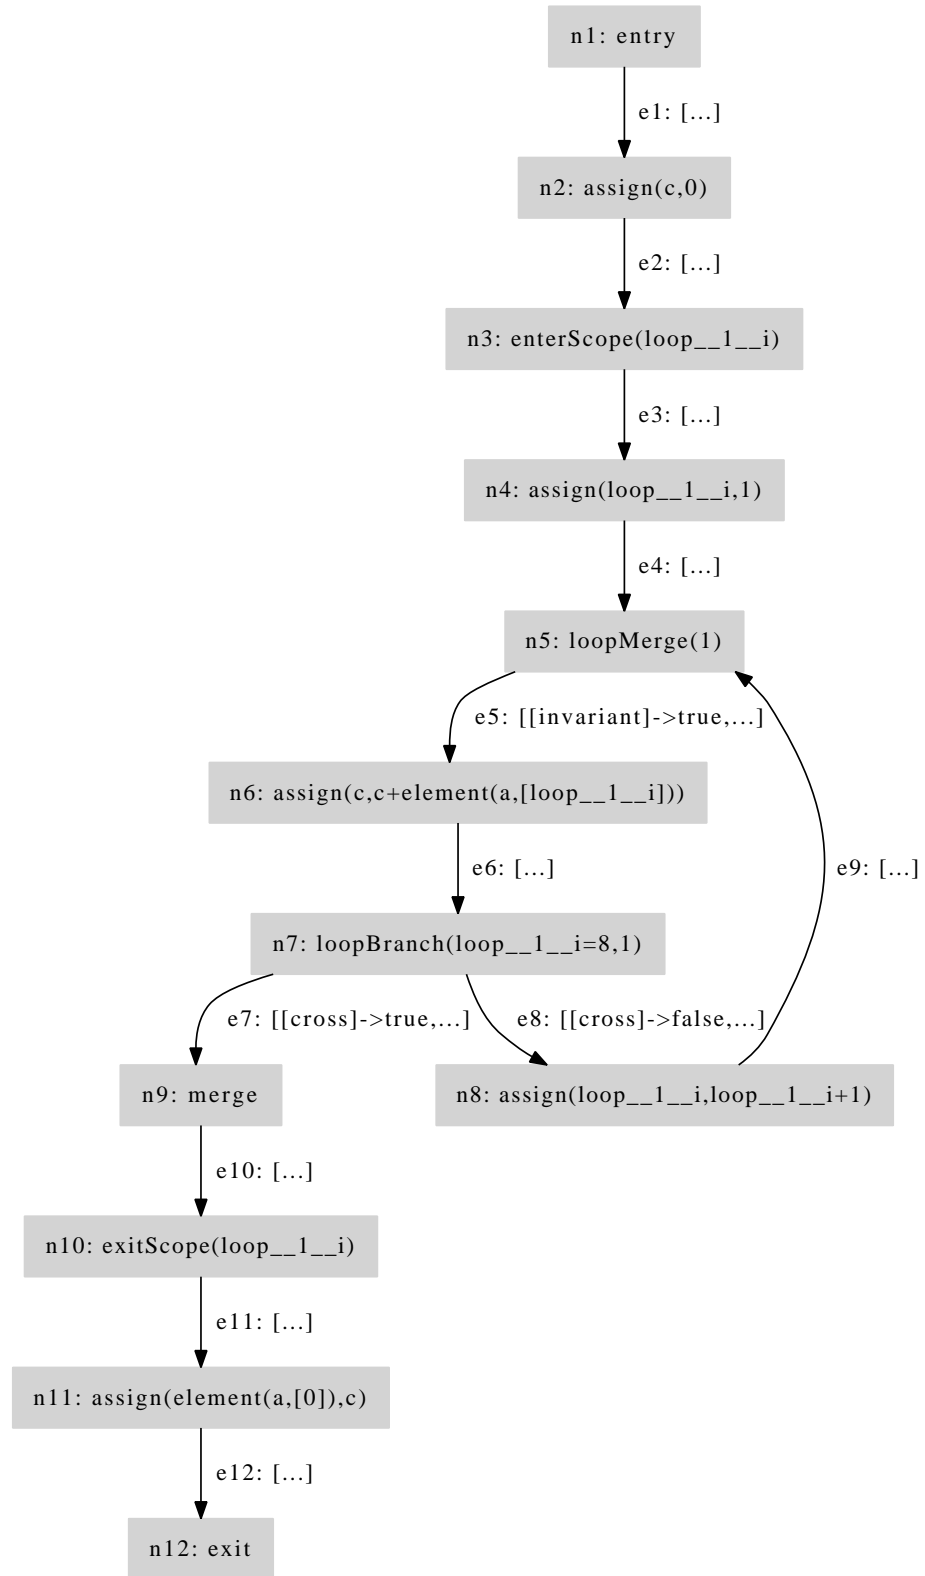 n1: entry
e1: [...]
n2: assign(c,0)
e2: [...]
n3: enterScope(loop__1__i)
e3: [...]
n4: assign(loop__1__i,1)
e4: [...]
n5: loopMerge(1)
e5: [[invariant]->true,...]
n6: assign(c,c+element(a,[loop__1__i]))
e6: [...]
e9: [...]
n7: loopBranch(loop__1__i=8,1)
e7: [[cross]->true,...]
e8: [[cross]->false,...]
n9: merge
n8: assign(loop__1__i,loop__1__i+1)
e10: [...]
n10: exitScope(loop__1__i)
e11: [...]
n11: assign(element(a,[0]),c)
e12: [...]
n12: exit